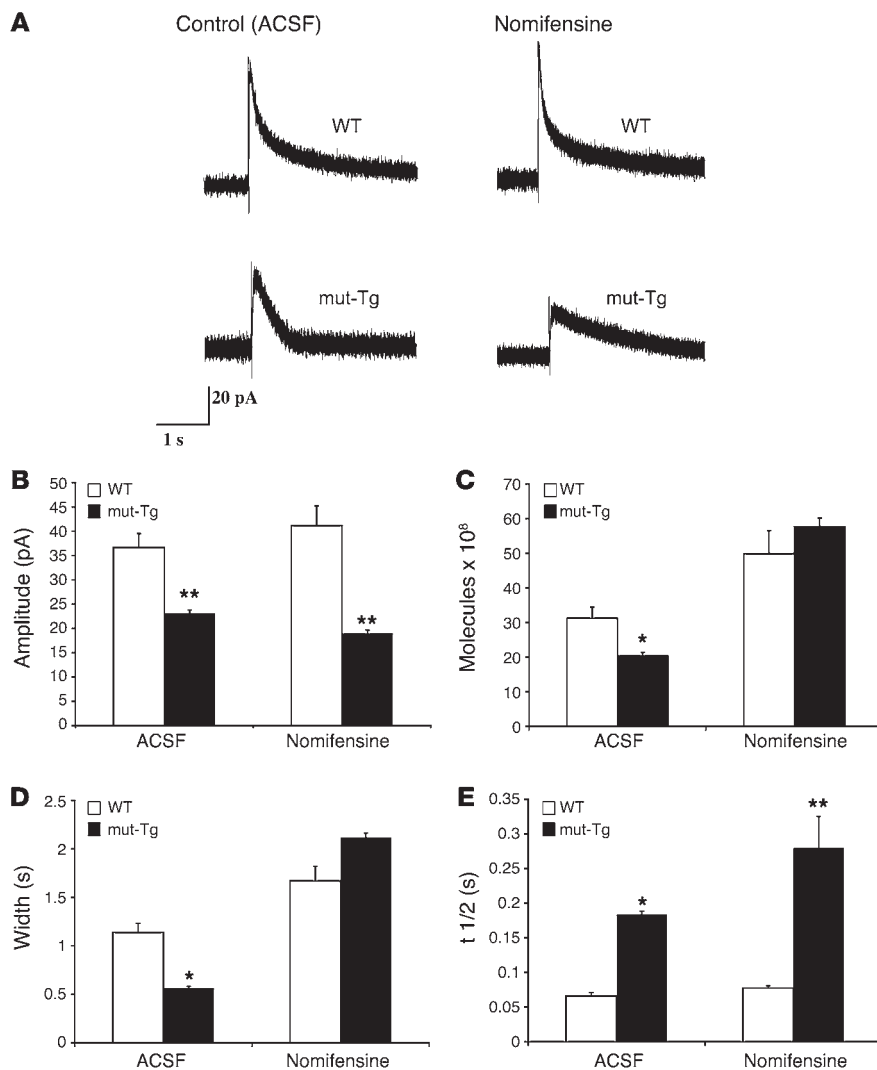 A
Control (ACSF)
Nomifensine
WT
WT
mut-Tg
mut-Tg
20 pA
1 s
B
WT
mut-Tg
Amplitude (pA)
50
45
40
35
30
25
20
15
10
5
0
**
**
ACSF
Nomifensine
C
WT
mut-Tg
Molecules x 10⁸
70
60
50
40
30
20
10
0
*
ACSF
Nomifensine
D
WT
mut-Tg
Width (s)
2.5
2
1.5
1
0.5
0
*
ACSF
Nomifensine
E
WT
mut-Tg
t 1/2 (s)
0.35
0.3
0.25
0.2
0.15
0.1
0.05
0
*
**
ACSF
Nomifensine